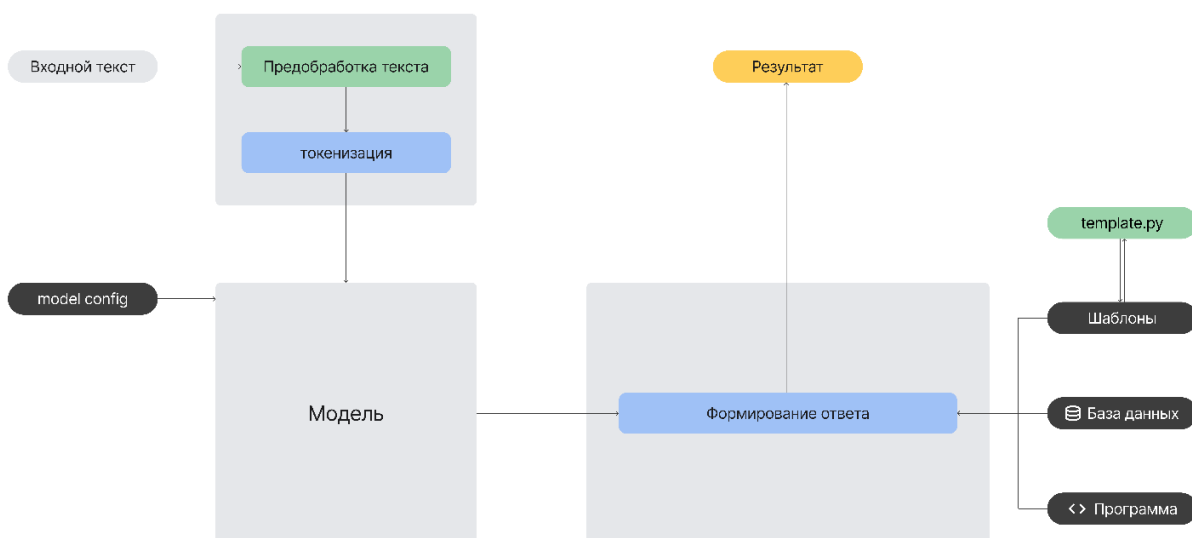 Входной текст
Предобработка текста
Результат
токенизация
template.py
model config
Шаблоны
Модель
Формирование ответа
База данных
Программа